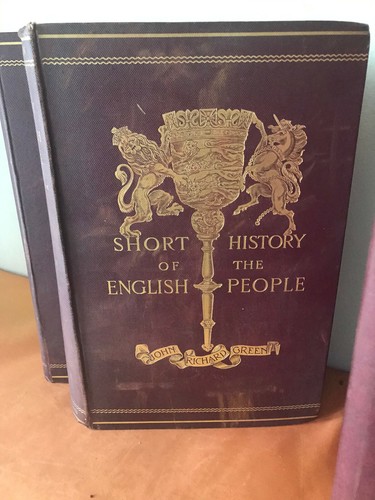 SHORT HISTORY
OF THE
ENGLISH PEOPLE
JOHN RICHARD GREEN